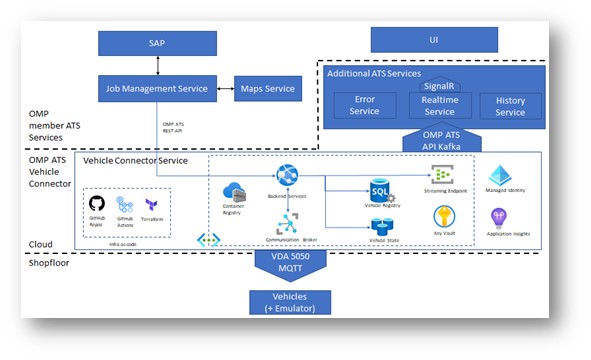 SAP
UI
Job Management Service
Maps Service
Additional ATS Services
SignalR
Error
Service
Realtime
Service
History
Service
OMP
member ATS
Services
OMP ATS
REST API
OMP ATS
API Kafka
OMP ATS
Vehicle
Connector
Vehicle Connector Service
GitHub
Repos
GitHub
Actions
Terraform
Infra as code
Container
Registry
Backend Services
Communication Broker
SQL
Vehicle Registry
Vehicle State
Streaming Endpoint
Managed Identity
Key Vault
Application Insights
Cloud
Shopfloor
VDA 5050
MQTT
Vehicles
(+ Emulator)